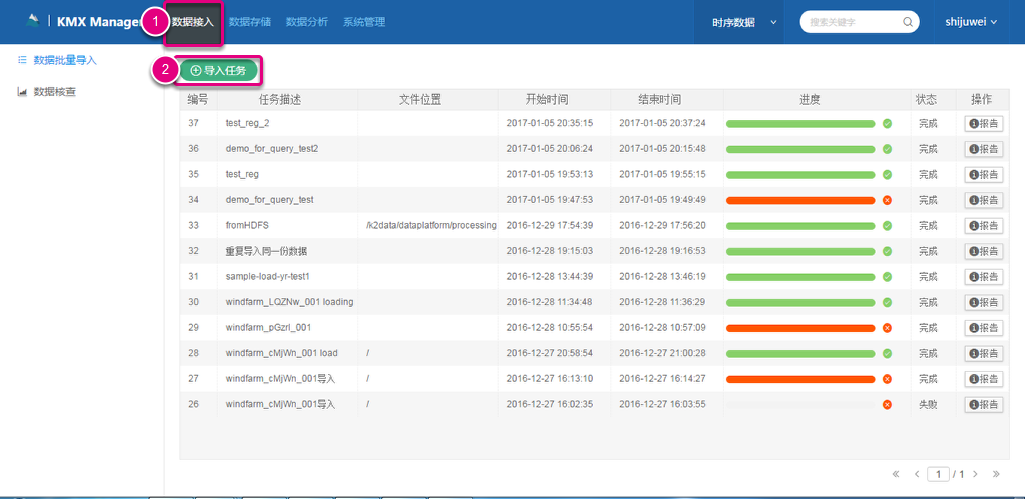 KMX Manager 数据接入 数据存储 数据分析 系统管理 时序数据 搜索关键字 shijuwei
1
数据批量导入
2 导入任务
数据核查
编号 任务描述 文件位置 开始时间 结束时间 进度 状态 操作
37 test_reg_2 2017-01-05 20:35:15 2017-01-05 20:37:24 完成 报告
36 demo_for_query_test2 2017-01-05 20:06:24 2017-01-05 20:15:48 完成 报告
35 test_reg 2017-01-05 19:53:13 2017-01-05 19:55:15 完成 报告
34 demo_for_query_test 2017-01-05 19:47:53 2017-01-05 19:49:49 完成 报告
33 fromHDFS /k2data/dataplatform/processing 2016-12-29 17:54:39 2016-12-29 17:56:20 完成 报告
32 重复导入同一份数据 2016-12-28 19:15:03 2016-12-28 19:16:53 完成 报告
31 sample-load-yr-test1 2016-12-28 13:44:39 2016-12-28 13:46:19 完成 报告
30 windfarm_LQZNw_001 loading 2016-12-28 11:34:48 2016-12-28 11:36:29 完成 报告
29 windfarm_pGzrl_001 2016-12-28 10:55:54 2016-12-28 10:57:09 完成 报告
28 windfarm_cMjWn_001 load / 2016-12-27 20:58:54 2016-12-27 21:00:28 完成 报告
27 windfarm_cMjWn_001导入 / 2016-12-27 16:13:10 2016-12-27 16:14:27 完成 报告
26 windfarm_cMjWn_001导入 / 2016-12-27 16:02:35 2016-12-27 16:03:55 失败 报告
« ‹ 1 / 1 › »